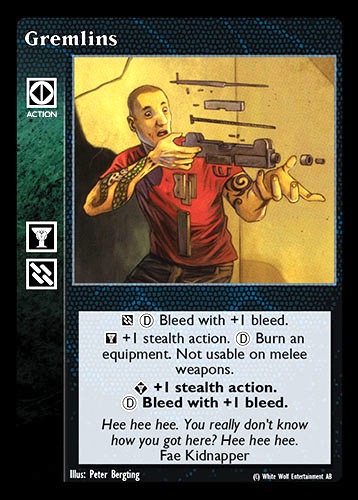 Gremlins
ACTION
D Bleed with +1 bleed.
+1 stealth action. D Burn an
equipment. Not usable on melee
weapons.
+1 stealth action.
D Bleed with +1 bleed.
Hee hee hee. You really don't know
how you got here? Hee hee hee.
Fae Kidnapper
Illus: Peter Bergting
(C) White Wolf Entertainment AB